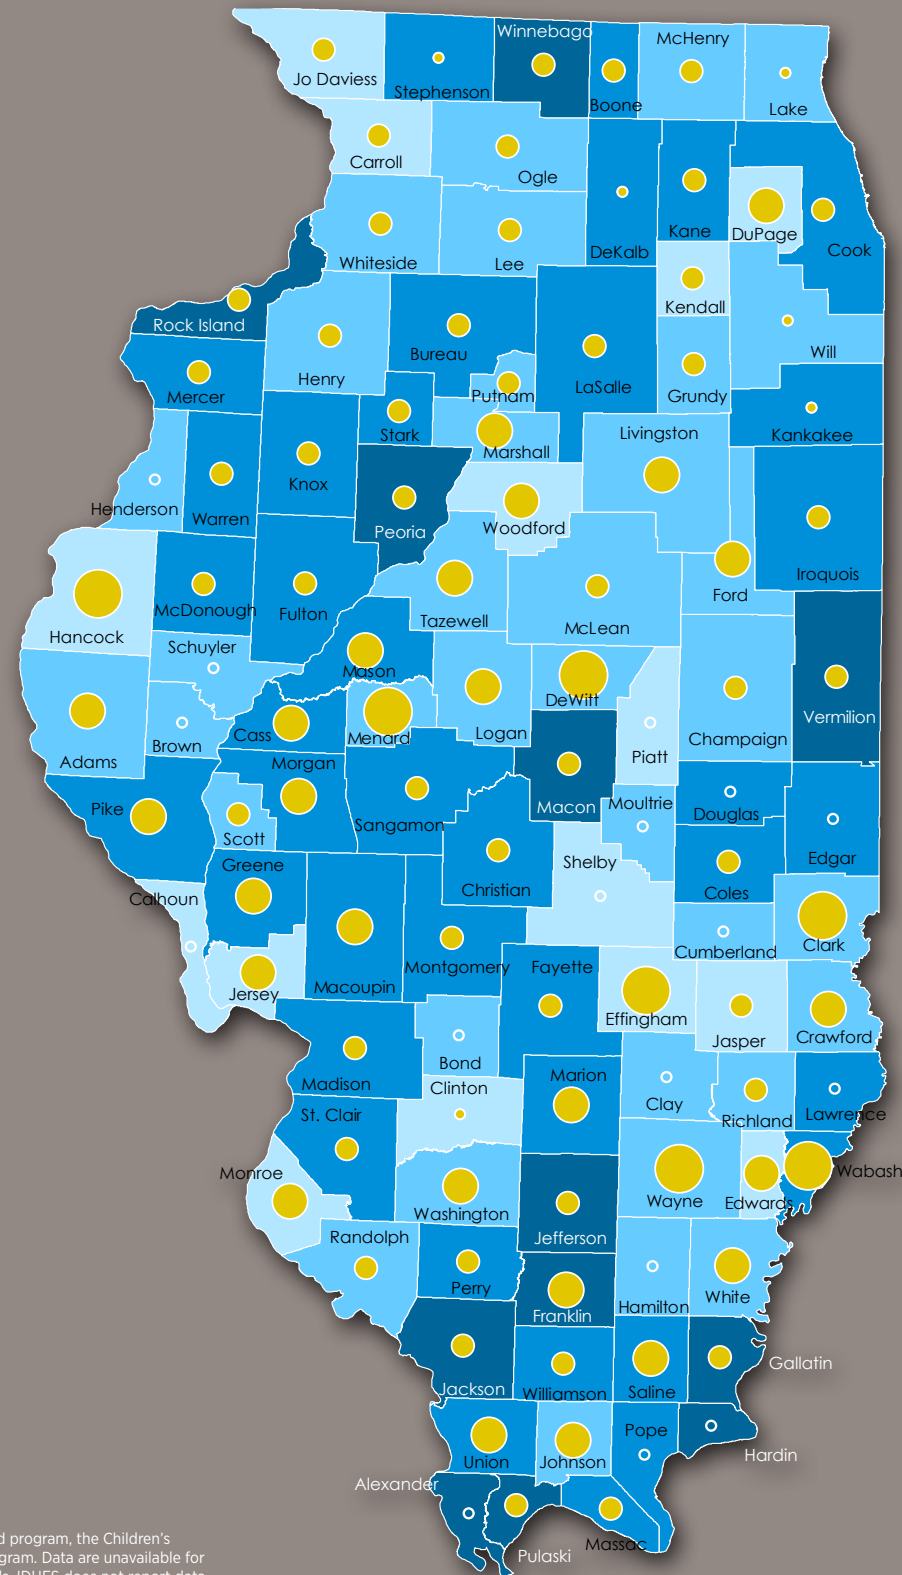 Winnebago
McHenry
Jo Daviess
Stephenson
Boone
Lake
Carroll
Ogle
DuPage
Kane
Cook
DeKalb
Whiteside
Lee
Kendall
Rock Island
Bureau
Will
Henry
LaSalle
Mercer
Putnam
Grundy
Stark
Livingston
Kankakee
Marshall
Knox
Henderson
Warren
Peoria
Woodford
Iroquois
Ford
McDonough
Fulton
Tazewell
McLean
Hancock
Schuyler
Mason
DeWitt
Vermilion
Cass
Menard
Logan
Champaign
Brown
Piatt
Adams
Morgan
Pike
Macon
Moultrie
Douglas
Sangamon
Scott
Edgar
Greene
Shelby
Christian
Coles
Calhoun
Clark
Cumberland
Montgomery
Fayette
Macoupin
Jersey
Effingham
Crawford
Jasper
Bond
Marion
Madison
Clinton
Clay
St. Clair
Lawrence
Richland
Monroe
Wabash
Wayne
Edwards
Washington
Randolph
Jefferson
Perry
White
Hamilton
Franklin
Gallatin
Jackson
Williamson
Saline
Pope
Hardin
Union
Johnson
Alexander
d program, the Children's
Massac
gram. Data are unavailable for
Pulaski